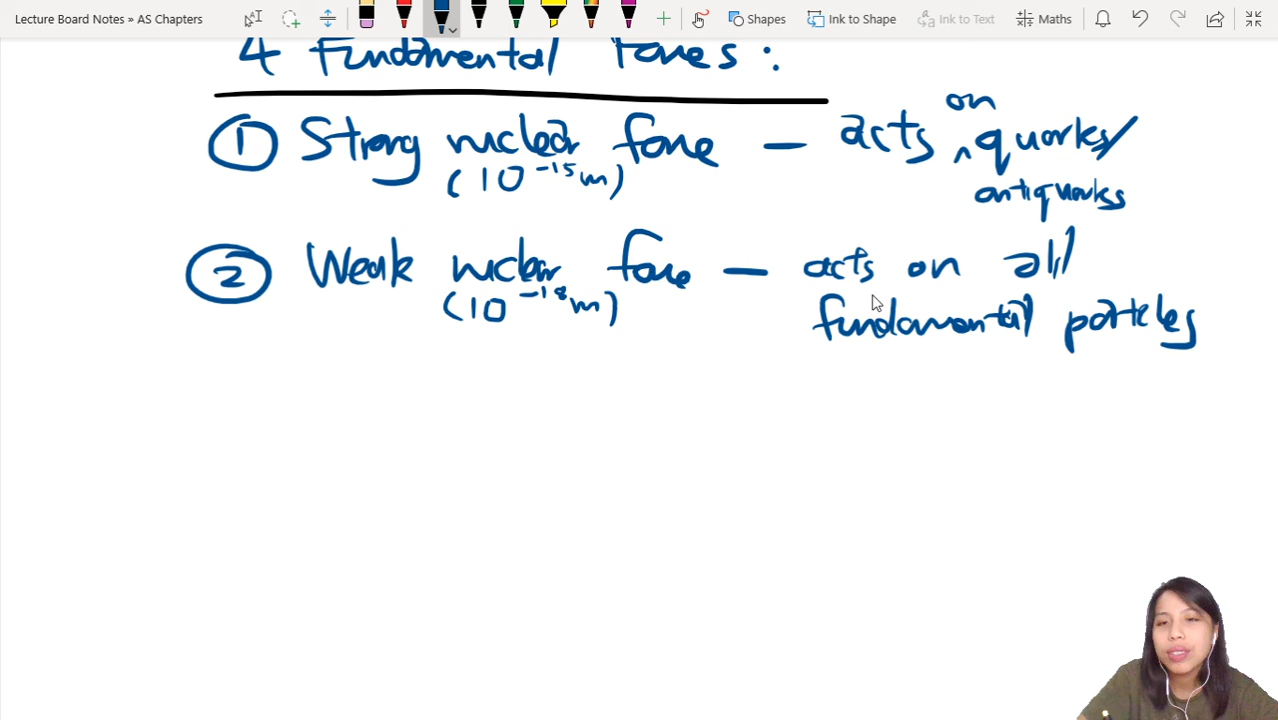 Lecture Board Notes » AS Chapters
Shapes
Ink to Shape
Ink to Text
Maths
4 Fundamental Forces :
① Strong nuclear force – acts on quarks/
(10⁻¹⁵m)
antiquarks
② Weak nuclear force – acts on all
(10⁻¹⁸m)
fundamental particles